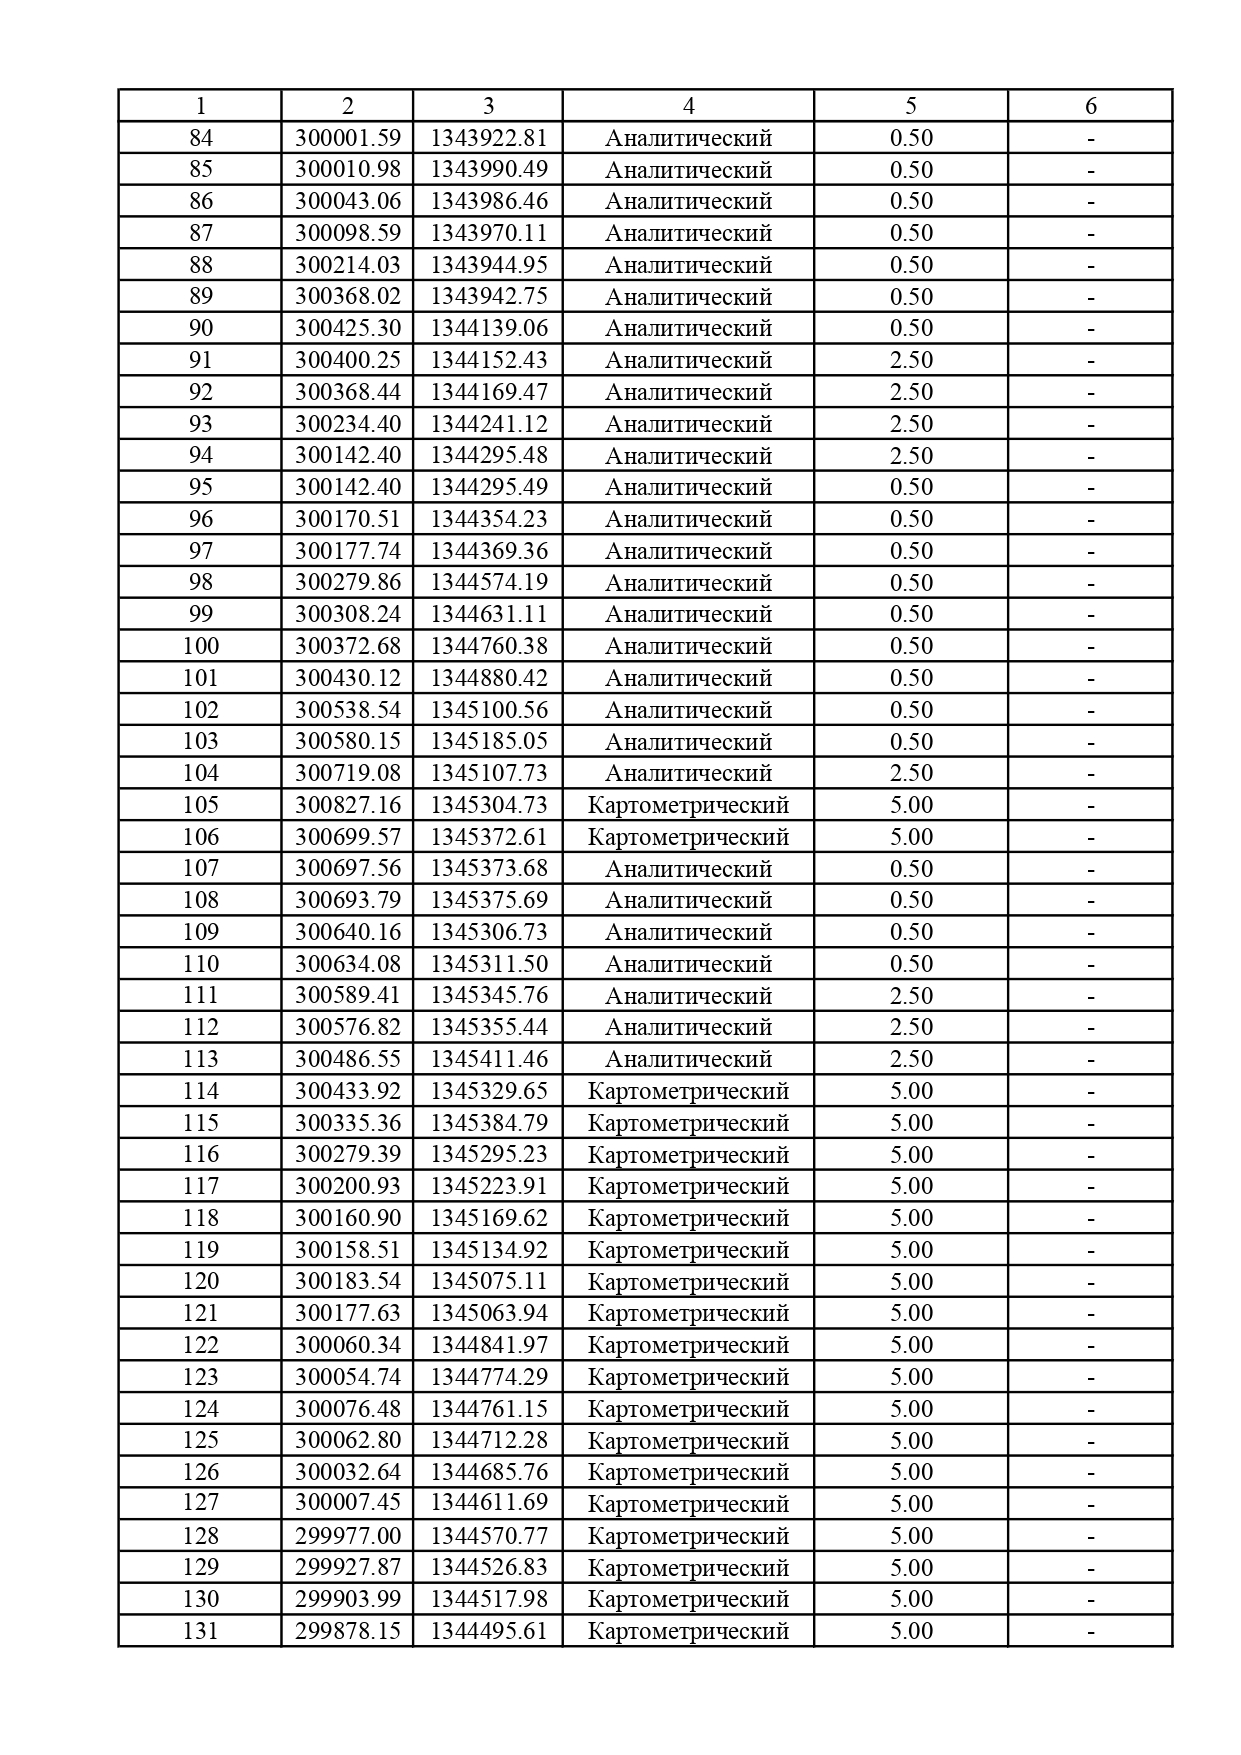 1 2 3 4 5 6
84 300001.59 1343922.81 Аналитический 0.50 -
85 300010.98 1343990.49 Аналитический 0.50 -
86 300043.06 1343986.46 Аналитический 0.50 -
87 300098.59 1343970.11 Аналитический 0.50 -
88 300214.03 1343944.95 Аналитический 0.50 -
89 300368.02 1343942.75 Аналитический 0.50 -
90 300425.30 1344139.06 Аналитический 0.50 -
91 300400.25 1344152.43 Аналитический 2.50 -
92 300368.44 1344169.47 Аналитический 2.50 -
93 300234.40 1344241.12 Аналитический 2.50 -
94 300142.40 1344295.48 Аналитический 2.50 -
95 300142.40 1344295.49 Аналитический 0.50 -
96 300170.51 1344354.23 Аналитический 0.50 -
97 300177.74 1344369.36 Аналитический 0.50 -
98 300279.86 1344574.19 Аналитический 0.50 -
99 300308.24 1344631.11 Аналитический 0.50 -
100 300372.68 1344760.38 Аналитический 0.50 -
101 300430.12 1344880.42 Аналитический 0.50 -
102 300538.54 1345100.56 Аналитический 0.50 -
103 300580.15 1345185.05 Аналитический 0.50 -
104 300719.08 1345107.73 Аналитический 2.50 -
105 300827.16 1345304.73 Картометрический 5.00 -
106 300699.57 1345372.61 Картометрический 5.00 -
107 300697.56 1345373.68 Аналитический 0.50 -
108 300693.79 1345375.69 Аналитический 0.50 -
109 300640.16 1345306.73 Аналитический 0.50 -
110 300634.08 1345311.50 Аналитический 0.50 -
111 300589.41 1345345.76 Аналитический 2.50 -
112 300576.82 1345355.44 Аналитический 2.50 -
113 300486.55 1345411.46 Аналитический 2.50 -
114 300433.92 1345329.65 Картометрический 5.00 -
115 300335.36 1345384.79 Картометрический 5.00 -
116 300279.39 1345295.23 Картометрический 5.00 -
117 300200.93 1345223.91 Картометрический 5.00 -
118 300160.90 1345169.62 Картометрический 5.00 -
119 300158.51 1345134.92 Картометрический 5.00 -
120 300183.54 1345075.11 Картометрический 5.00 -
121 300177.63 1345063.94 Картометрический 5.00 -
122 300060.34 1344841.97 Картометрический 5.00 -
123 300054.74 1344774.29 Картометрический 5.00 -
124 300076.48 1344761.15 Картометрический 5.00 -
125 300062.80 1344712.28 Картометрический 5.00 -
126 300032.64 1344685.76 Картометрический 5.00 -
127 300007.45 1344611.69 Картометрический 5.00 -
128 299977.00 1344570.77 Картометрический 5.00 -
129 299927.87 1344526.83 Картометрический 5.00 -
130 299903.99 1344517.98 Картометрический 5.00 -
131 299878.15 1344495.61 Картометрический 5.00 -